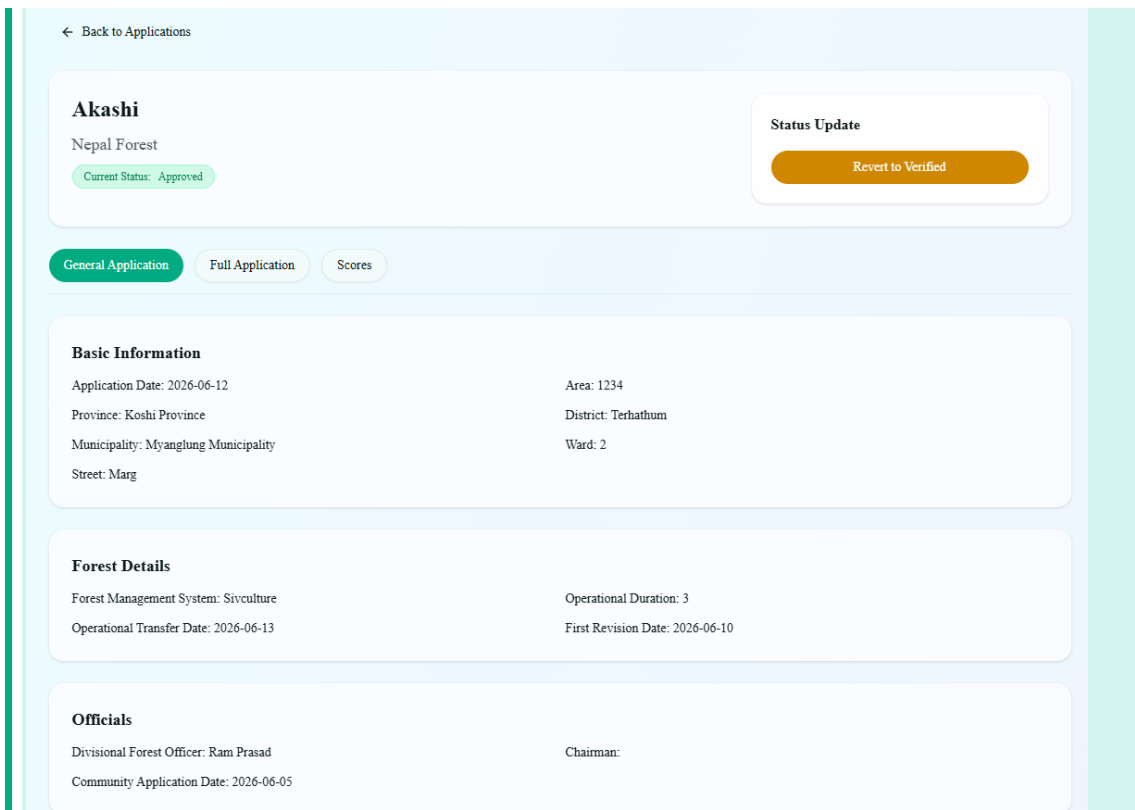 ← Back to Applications
Akashi
Nepal Forest
Current Status: Approved
Status Update
Revert to Verified
General Application
Full Application
Scores
Basic Information
Application Date: 2026-06-12
Area: 1234
Province: Koshi Province
District: Terhathum
Municipality: Myanglung Municipality
Ward: 2
Street: Marg
Forest Details
Forest Management System: Sivculture
Operational Duration: 3
Operational Transfer Date: 2026-06-13
First Revision Date: 2026-06-10
Officials
Divisional Forest Officer: Ram Prasad
Chairman:
Community Application Date: 2026-06-05